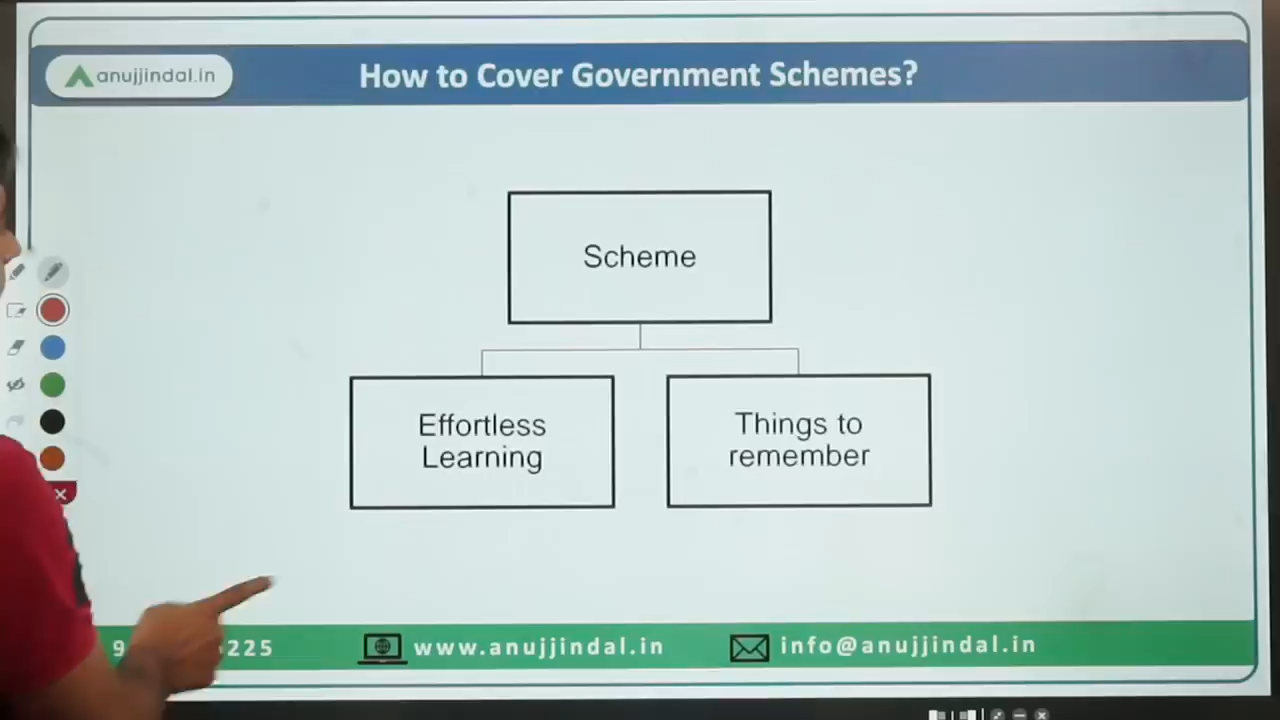 anujjindal.in
How to Cover Government Schemes?
Scheme
Effortless
Learning
Things to
remember
www.anujjindal.in
info@anujjindal.in